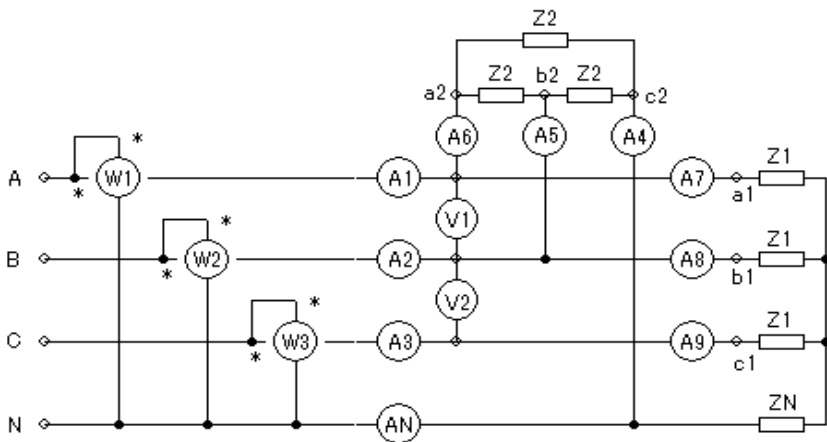 Z2
Z2 b2 Z2
a2 c2
A6 A5 A4
* Z1
A W1 A1 A7
* a1
V1
* Z1
B W2 A2 A8
* b1
V2
* Z1
C W3 A3 A9
* c1
ZN
N AN